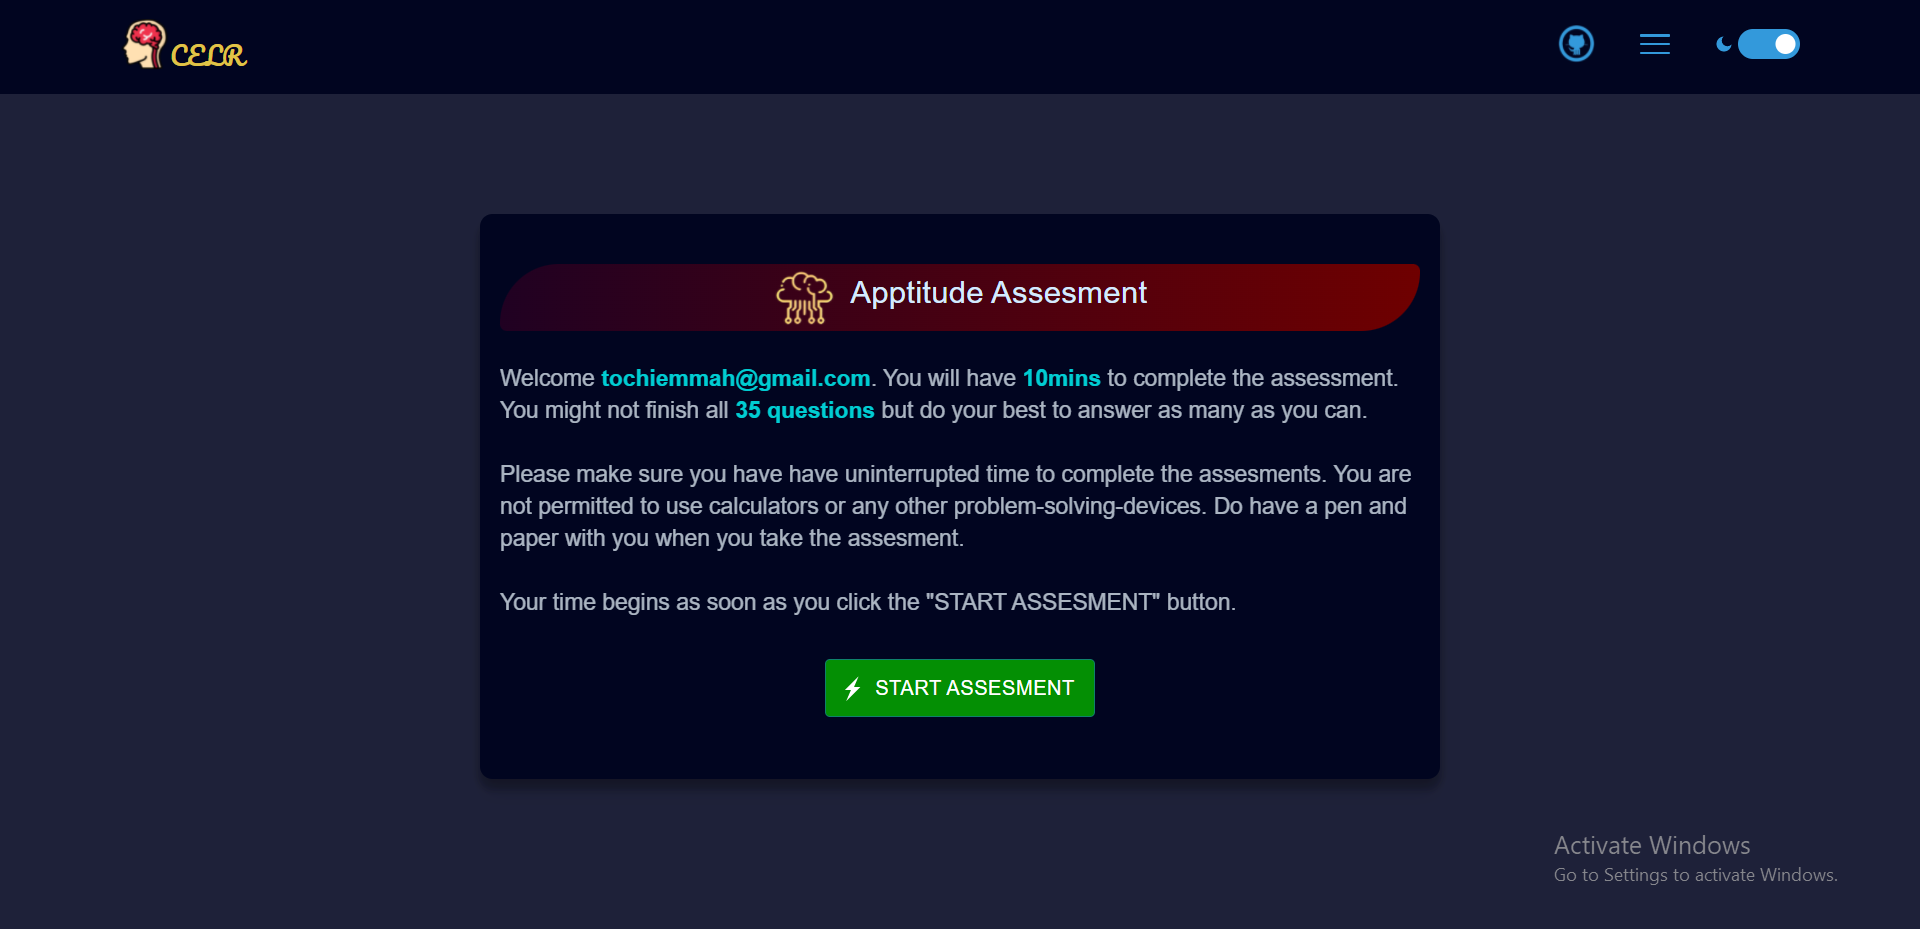 CELR
Apptitude Assesment
Welcome tochiemmah@gmail.com. You will have 10mins to complete the assessment.
You might not finish all 35 questions but do your best to answer as many as you can.
Please make sure you have have uninterrupted time to complete the assesments. You are
not permitted to use calculators or any other problem-solving-devices. Do have a pen and
paper with you when you take the assesment.
Your time begins as soon as you click the "START ASSESMENT" button.
START ASSESMENT
Activate Windows
Go to Settings to activate Windows.